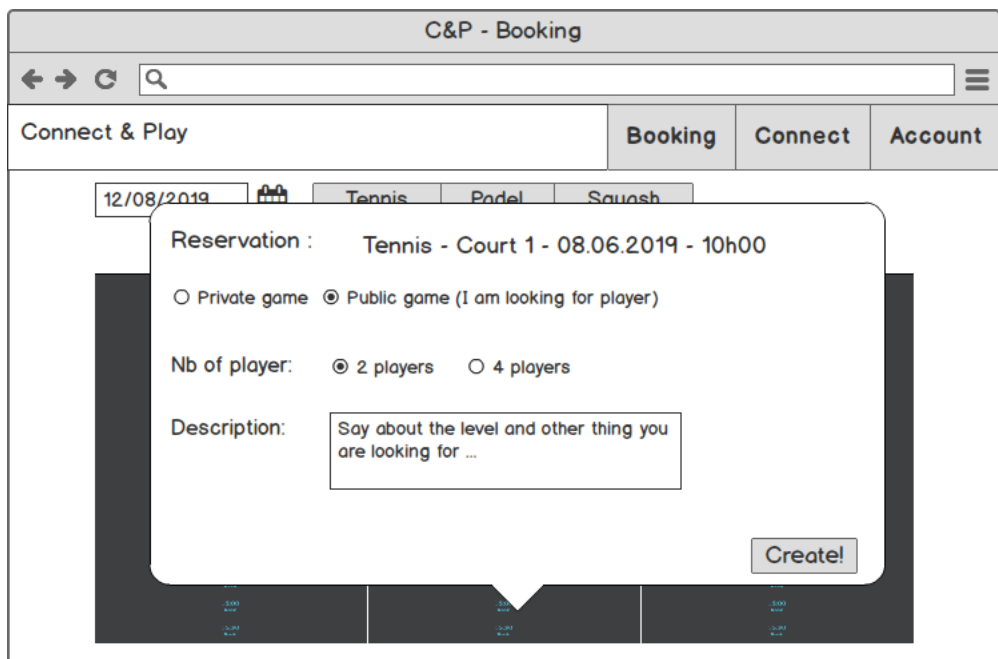 C&P - Booking
Connect & Play
Booking
Connect
Account
12/08/2019
Tennis
Padel
Squash
Reservation :
Tennis - Court 1 - 08.06.2019 - 10h00
Private game
Public game (I am looking for player)
Nb of player:
2 players
4 players
Description:
Say about the level and other thing you
are looking for ...
Create!